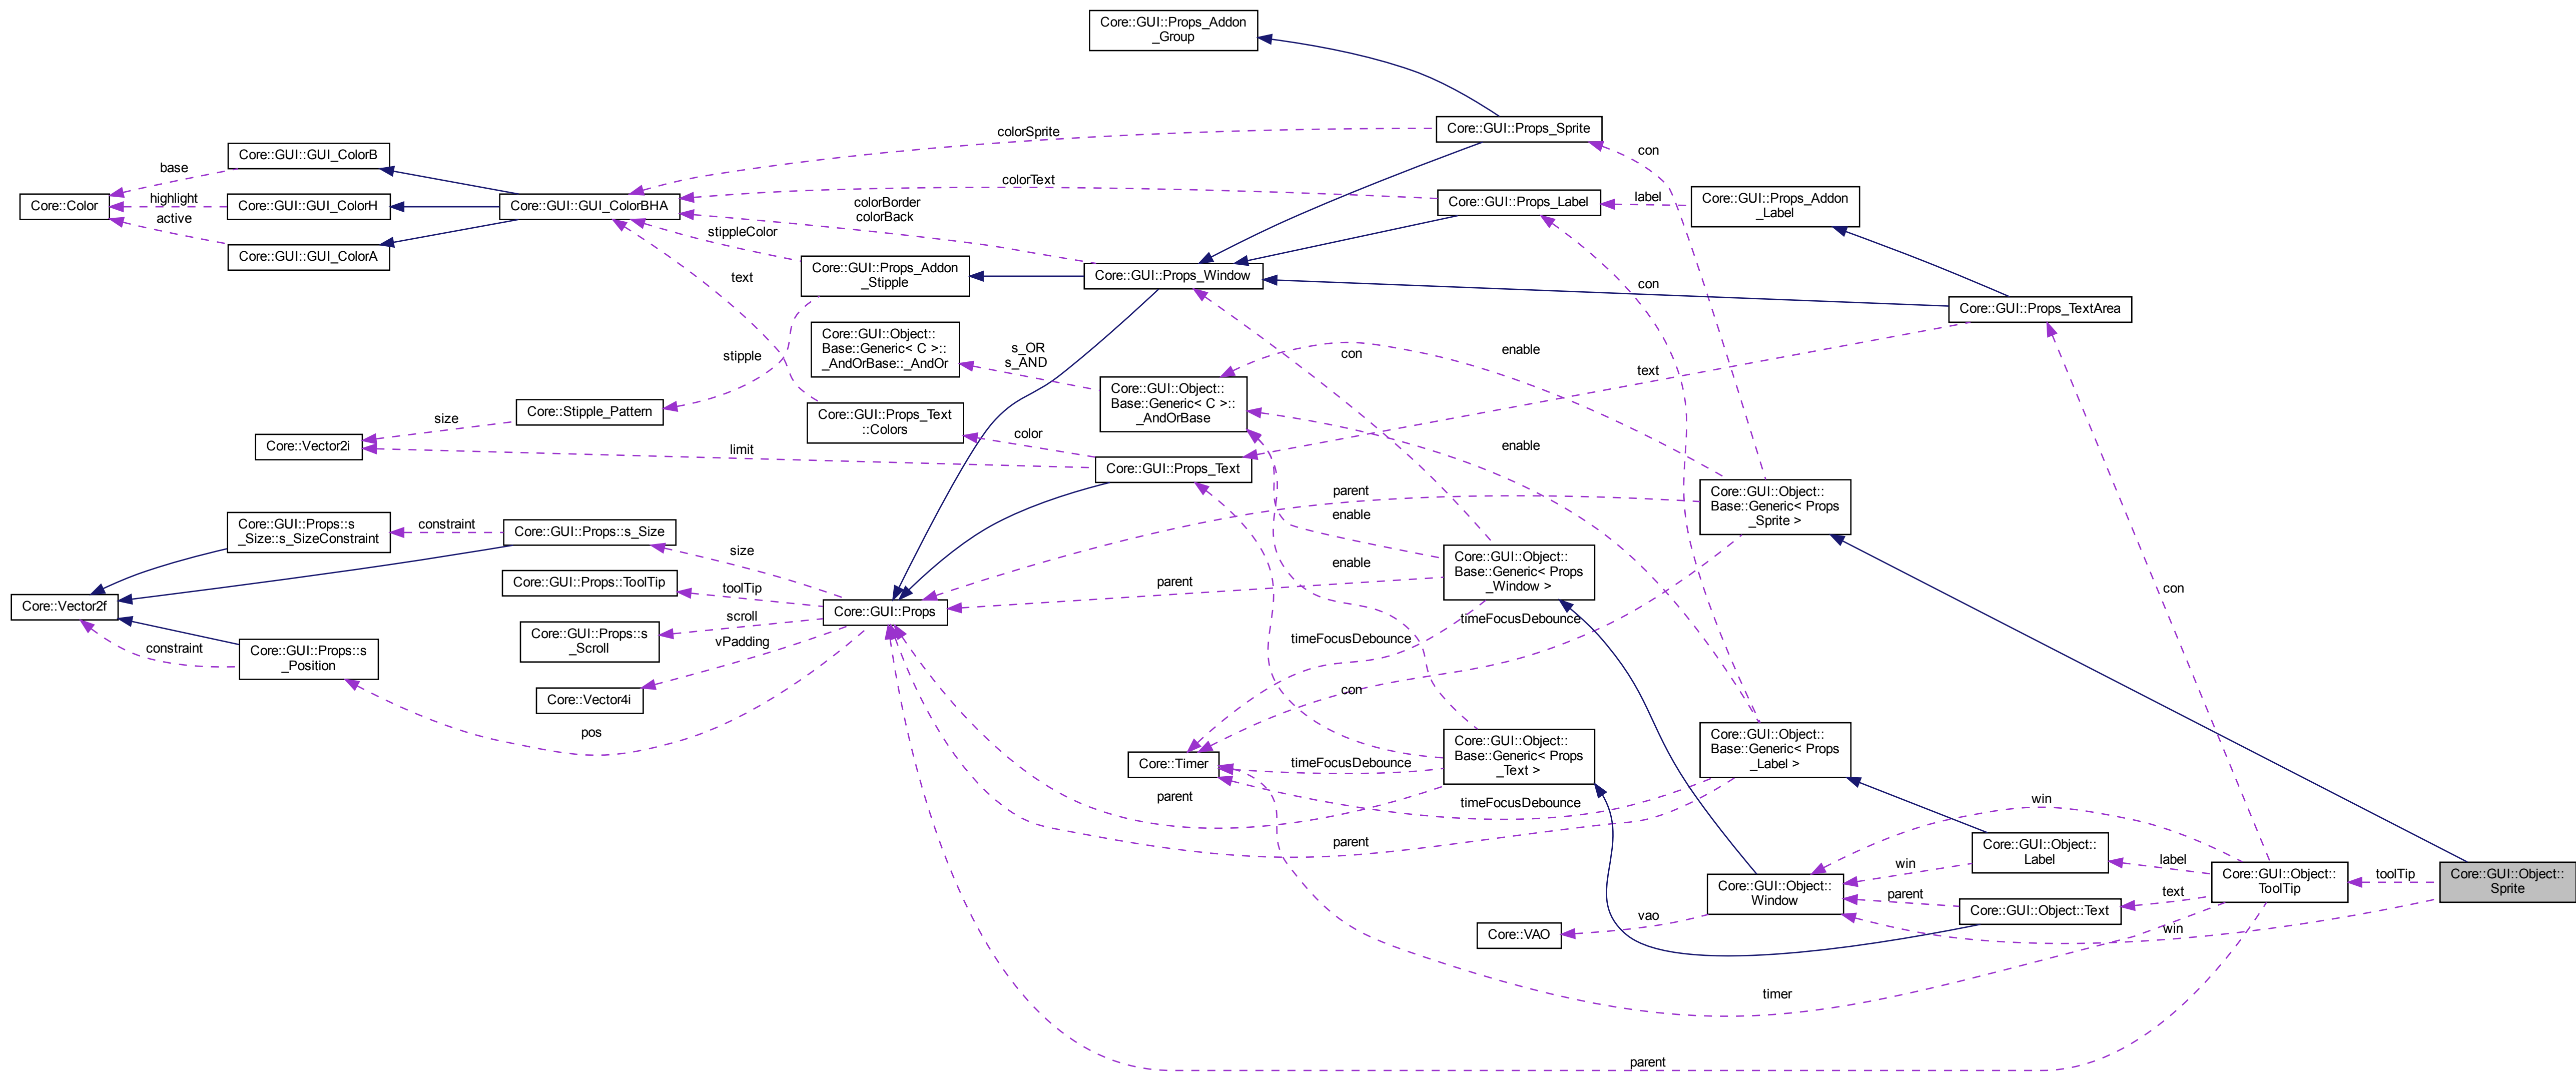 Core::GUI::Props_Addon
_Group
Core::GUI::Props_Sprite
colorSprite
con
Core::GUI::GUI_ColorB
base
colorText
label
Core::GUI::Props_Addon
_Label
Core::Color
highlight
Core::GUI::GUI_ColorH
Core::GUI::GUI_ColorBHA
colorBorder
colorBack
Core::GUI::Props_Label
active
stippleColor
Core::GUI::GUI_ColorA
Core::GUI::Props_Addon
_Stipple
Core::GUI::Props_Window
text
con
Core::GUI::Props_TextArea
Core::GUI::Object::
Base::Generic< C >::
_AndOrBase::_AndOr
stipple
s_OR
s_AND
con
enable
text
Core::GUI::Object::
Base::Generic< C >::
_AndOrBase
Core::Stipple_Pattern
Core::GUI::Props_Text
::Colors
size
color
Core::Vector2i
limit
enable
Core::GUI::Props_Text
parent
Core::GUI::Object::
Base::Generic< Props
_Sprite >
enable
Core::GUI::Props::s
_Size::s_SizeConstraint
constraint
Core::GUI::Props::s_Size
size
enable
Core::GUI::Object::
Base::Generic< Props
_Window >
Core::GUI::Props::ToolTip
toolTip
parent
con
Core::Vector2f
Core::GUI::Props
scroll
timeFocusDebounce
Core::GUI::Props::s
_Scroll
vPadding
timeFocusDebounce
constraint
Core::GUI::Props::s
_Position
con
Core::Vector4i
pos
Core::GUI::Object::
Base::Generic< Props
_Text >
Core::GUI::Object::
Base::Generic< Props
_Label >
Core::Timer
timeFocusDebounce
parent
timeFocusDebounce
win
parent
Core::GUI::Object::
Label
win
label
Core::GUI::Object::
ToolTip
toolTip
Core::GUI::Object::
Sprite
Core::GUI::Object::
Window
parent
text
Core::GUI::Object::Text
vao
Core::VAO
win
timer
parent